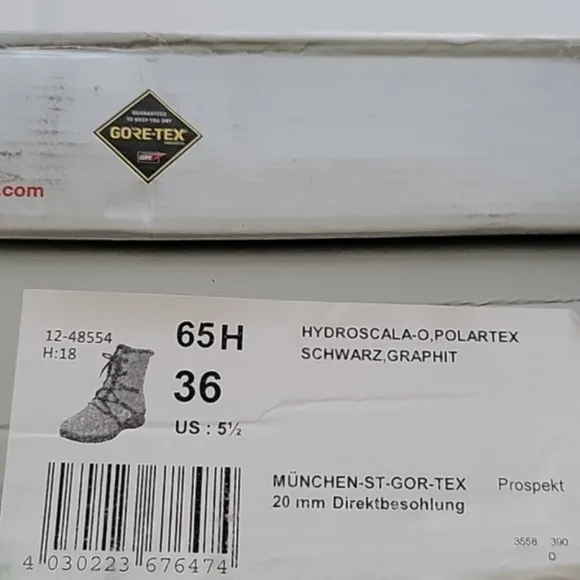 GUARANTEED
TO KEEP YOU DRY
GORE-TEX
.com
12-48554
H:18
65H
36
US : 5½
HYDROSCALA-O,POLARTEX
SCHWARZ,GRAPHIT
MÜNCHEN-ST-GOR-TEX
20 mm Direktbesohlung
Prospekt
3558 390
D
4 030223 676474